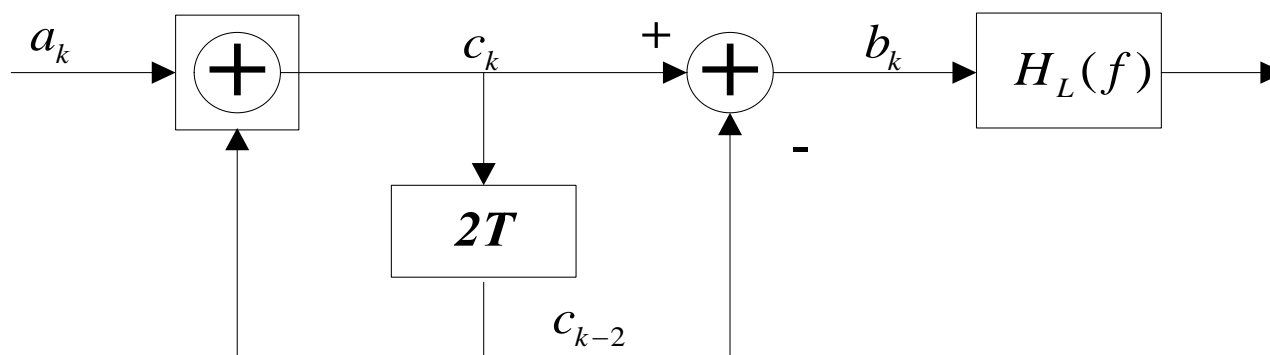 a_k
+
c_k
+
+
b_k
H_L(f)
-
2T
c_{k-2}